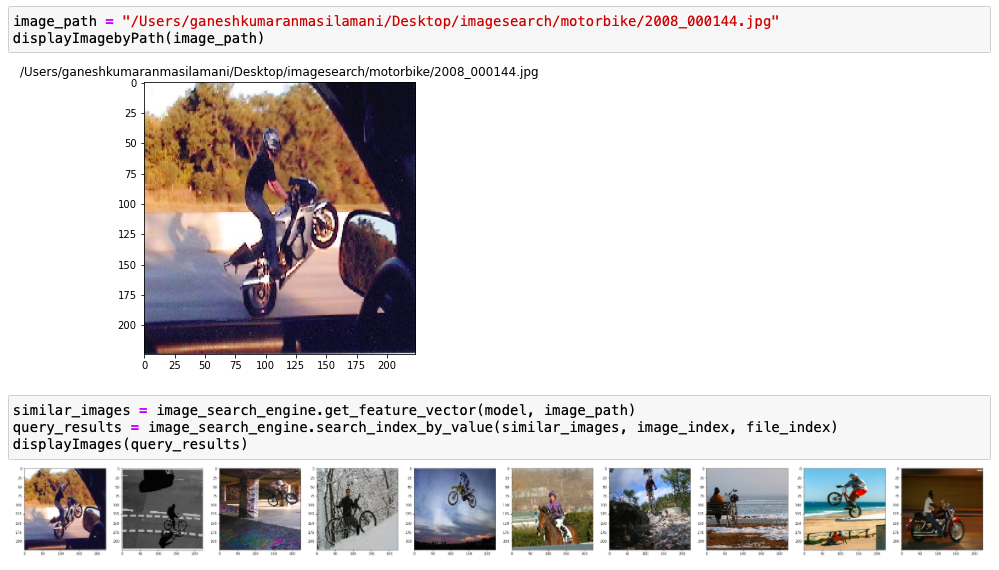 image_path = "/Users/ganeshkumaranmasilamani/Desktop/imagesearch/motorbike/2008_000144.jpg"
displayImagebyPath(image_path)
/Users/ganeshkumaranmasilamani/Desktop/imagesearch/motorbike/2008_000144.jpg
0
25
50
75
100
125
150
175
200
0 25 50 75 100 125 150 175 200
similar_images = image_search_engine.get_feature_vector(model, image_path)
query_results = image_search_engine.search_index_by_value(similar_images, image_index, file_index)
displayImages(query_results)